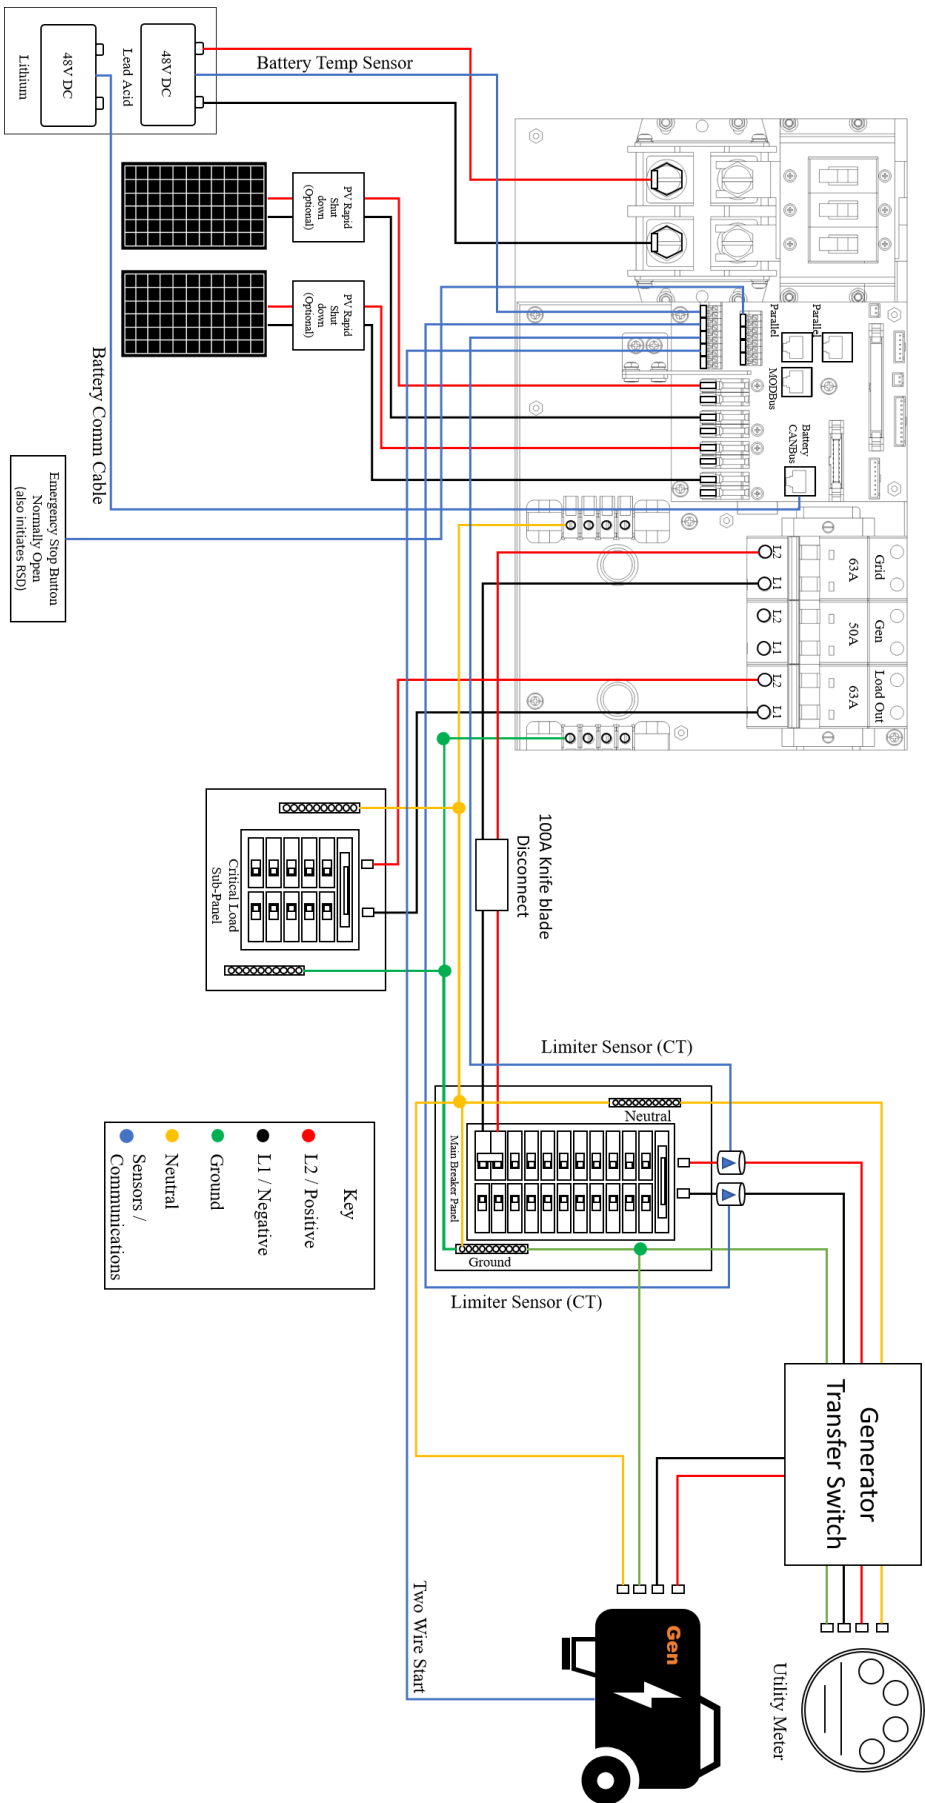 48V DC
Lithium
48V DC
Lead Acid
Battery Temp Sensor
PV Rapid
Shut
down
(Optional)
PV Rapid
Shut
down
(Optional)
Battery Comm Cable
Emergency Stop Button
Normally Open
(also initiates RSD)
Parallel
Parallel
MODBus
Battery
CANBus
L2
L1
63A
Grid
L2
L1
50A
Gen
L2
L1
63A
Load Out
Critical Load
Sub-Panel
100A Knife blade
Disconnect
Limiter Sensor (CT)
Neutral
Main Breaker Panel
Ground
Limiter Sensor (CT)
Key
L2 / Positive
L1 / Negative
Ground
Neutral
Sensors /
Communications
Generator
Transfer Switch
Two Wire Start
Gen
Utility Meter